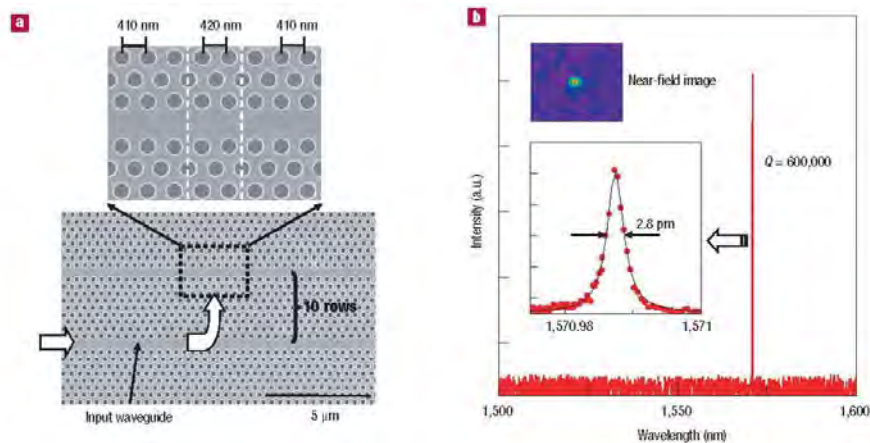 a
410 nm 420 nm 410 nm
10 rows
Input waveguide
5 μm
b
Near-field image
Q = 600,000
2.8 pm
1,570.98 1,571
Intensity (a.u.)
1,500 1,550 1,600
Wavelength (nm)